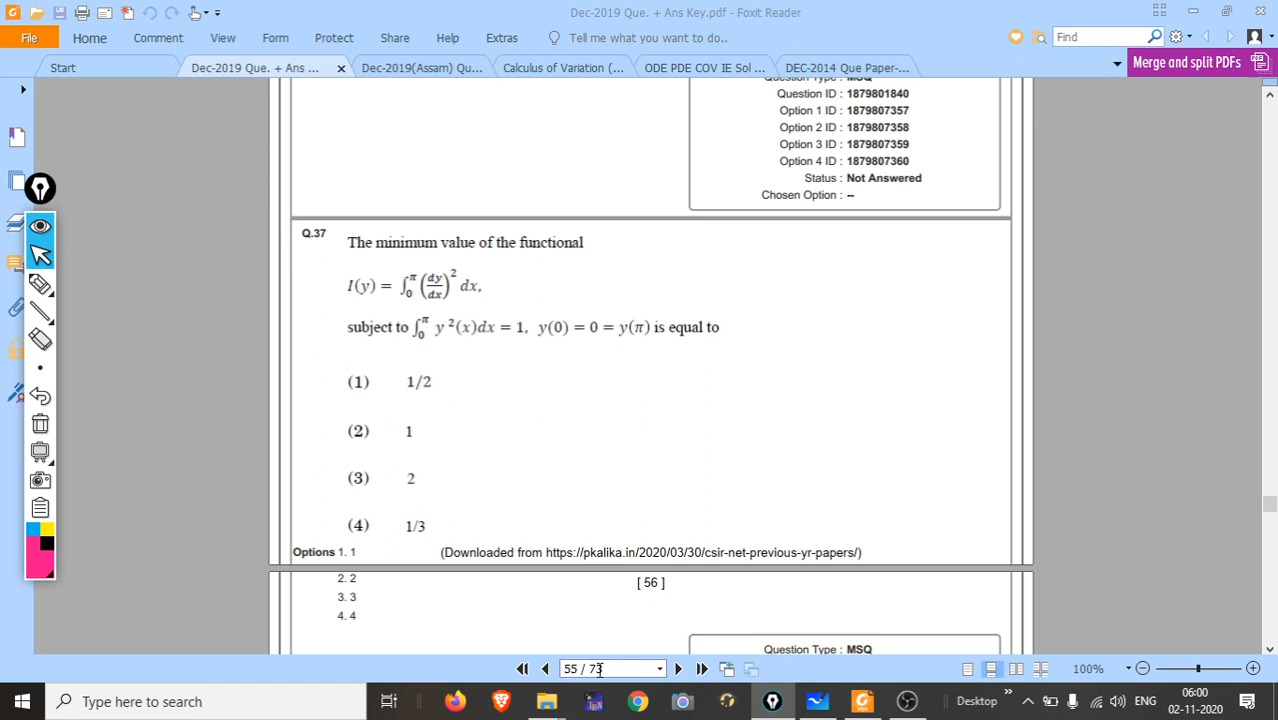 Dec-2019 Que. + Ans Key.pdf - Foxit Reader
File Home Comment View Form Protect Share Help Extras Tell me what you want to do.. Find
Start Dec-2019 Que. + Ans ... Dec-2019(Assam) Qu... Calculus of Variation (... ODE PDE COV IE Sol ... DEC-2014 Que Paper-... Merge and split PDFs
Question Type : MSQ
Question ID : 1879801840
Option 1 ID : 1879807357
Option 2 ID : 1879807358
Option 3 ID : 1879807359
Option 4 ID : 1879807360
Status : Not Answered
Chosen Option : --
Q.37
The minimum value of the functional
I(y) = ∫₀^π (dy/dx)² dx,
subject to ∫₀^π y ²(x)dx = 1, y(0) = 0 = y(π) is equal to
(1) 1/2
(2) 1
(3) 2
(4) 1/3
Options 1. 1 (Downloaded from https://pkalika.in/2020/03/30/csir-net-previous-yr-papers/)
2. 2 [ 56 ]
3. 3
4. 4
Question Type : MSQ
55 / 73 100%
Type here to search Desktop ENG 06:00
02-11-2020